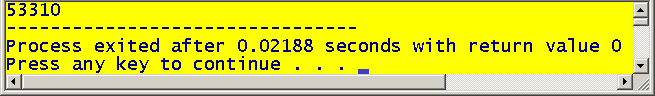 53310
--------------------------------
Process exited after 0.02188 seconds with return value 0
Press any key to continue . . .